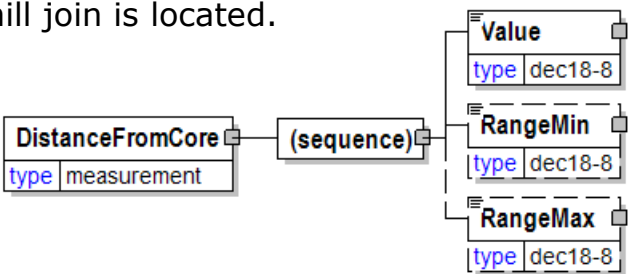 ill join is located.
Value
type dec18-8
RangeMin
type dec18-8
DistanceFromCore
type measurement
(sequence)
RangeMax
type dec18-8